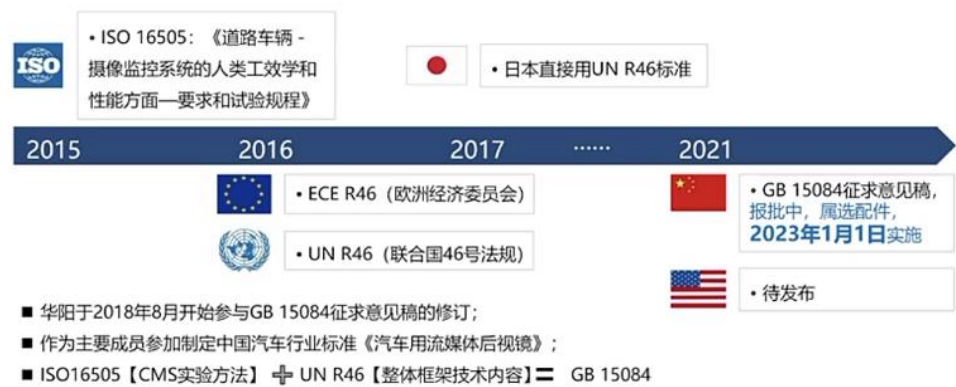 ISO
• ISO 16505：《道路车辆 -
摄像监控系统的人类工效学和
性能方面—要求和试验规程》
• 日本直接用UN R46标准
2015 2016 2017 …… 2021
• ECE R46（欧洲经济委员会）
• UN R46（联合国46号法规）
• GB 15084征求意见稿，
报批中，属选配件，
2023年1月1日实施
• 待发布
■ 华阳于2018年8月开始参与GB 15084征求意见稿的修订；
■ 作为主要成员参加制定中国汽车行业标准《汽车用流媒体后视镜》；
■ ISO16505【CMS实验方法】 ＋ UN R46【整体框架技术内容】＝ GB 15084